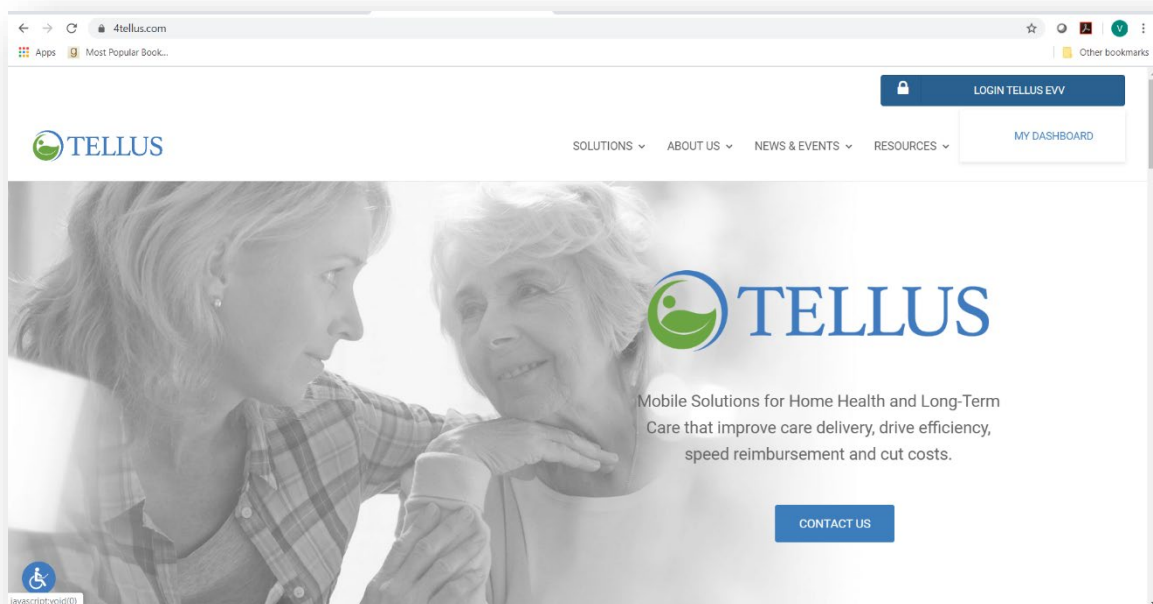 4tellus.com
V
Apps
g Most Popular Book...
Other bookmarks
LOGIN TELLUS EVV
TELLUS
SOLUTIONS
ABOUT US
NEWS & EVENTS
RESOURCES
MY DASHBOARD
TELLUS
Mobile Solutions for Home Health and Long-Term
Care that improve care delivery, drive efficiency,
speed reimbursement and cut costs.
CONTACT US
javascript:void(0)